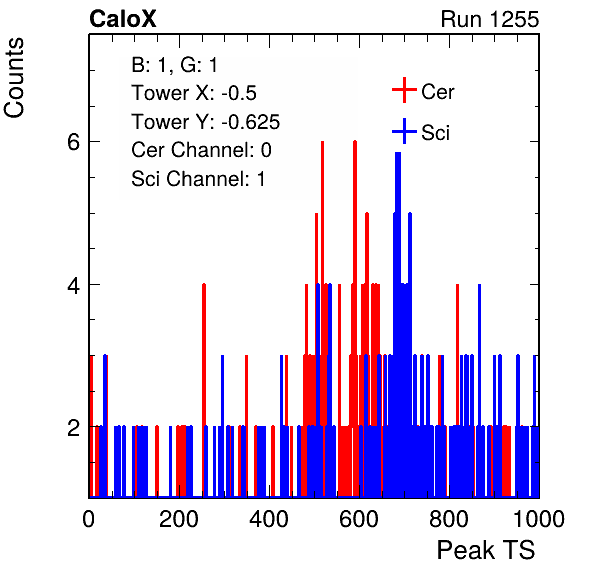 CaloX Run 1255
Counts
B: 1, G: 1
Tower X: -0.5
Tower Y: -0.625
Cer Channel: 0
Sci Channel: 1
Cer
Sci
6
4
2
0 200 400 600 800 1000
Peak TS